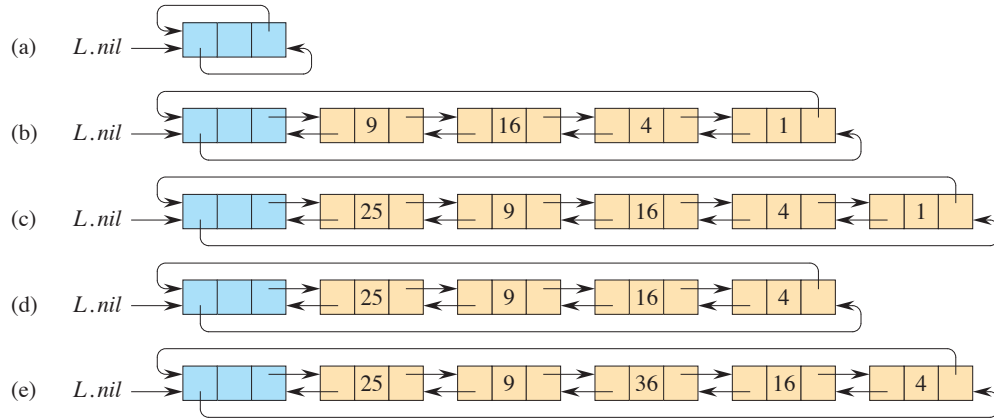 (a) L.nil
(b) L.nil 9 16 4 1
(c) L.nil 25 9 16 4 1
(d) L.nil 25 9 16 4
(e) L.nil 25 9 36 16 4